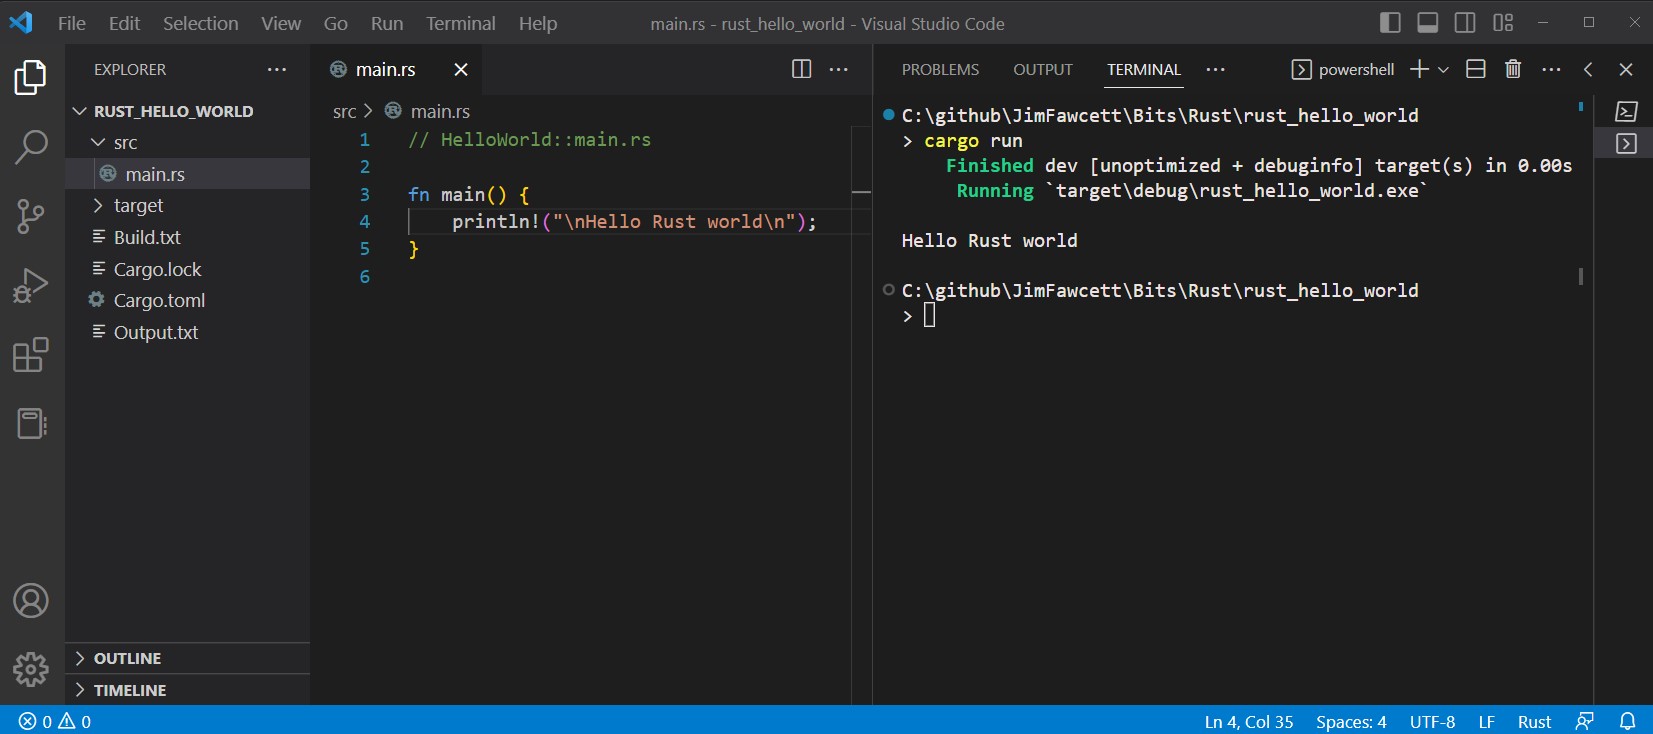 File Edit Selection View Go Run Terminal Help
main.rs - rust_hello_world - Visual Studio Code
EXPLORER
RUST_HELLO_WORLD
src
main.rs
target
Build.txt
Cargo.lock
Cargo.toml
Output.txt
OUTLINE
TIMELINE
main.rs
src > main.rs
1 // HelloWorld::main.rs
2
3 fn main() {
4 println!("\nHello Rust world\n");
5 }
6
PROBLEMS OUTPUT TERMINAL
powershell
C:\github\JimFawcett\Bits\Rust\rust_hello_world
> cargo run
Finished dev [unoptimized + debuginfo] target(s) in 0.00s
Running `target\debug\rust_hello_world.exe`
Hello Rust world
C:\github\JimFawcett\Bits\Rust\rust_hello_world
>
0 0
Ln 4, Col 35 Spaces: 4 UTF-8 LF Rust